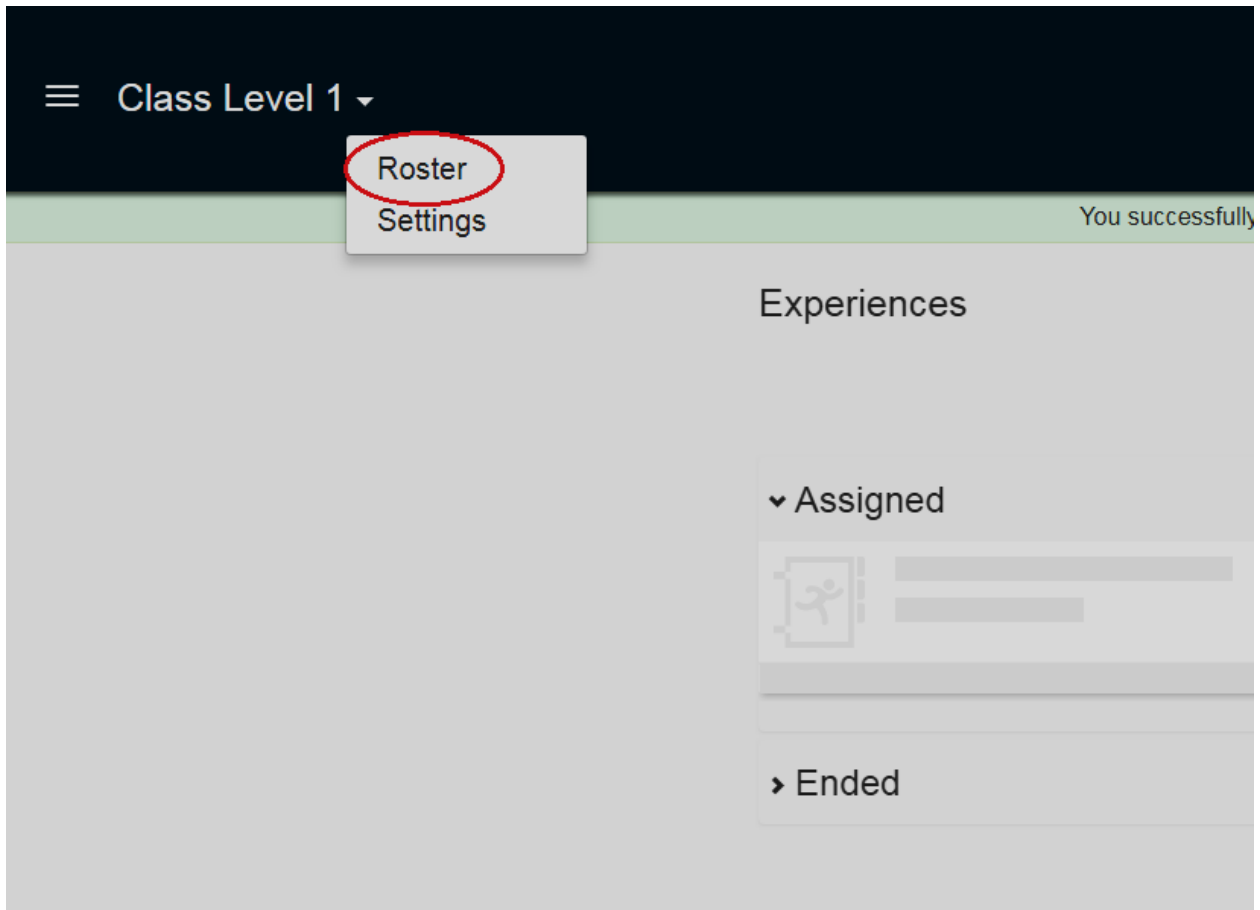 Class Level 1
Roster
Settings
You successfully
Experiences
Assigned
Ended